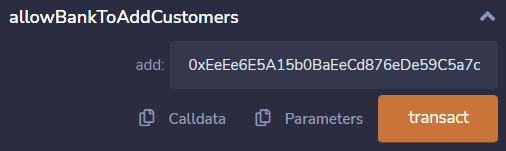 allowBankToAddCustomers
add: 0xEeEe6E5A15b0BaEeCd876eDe59C5a7c
Calldata Parameters transact